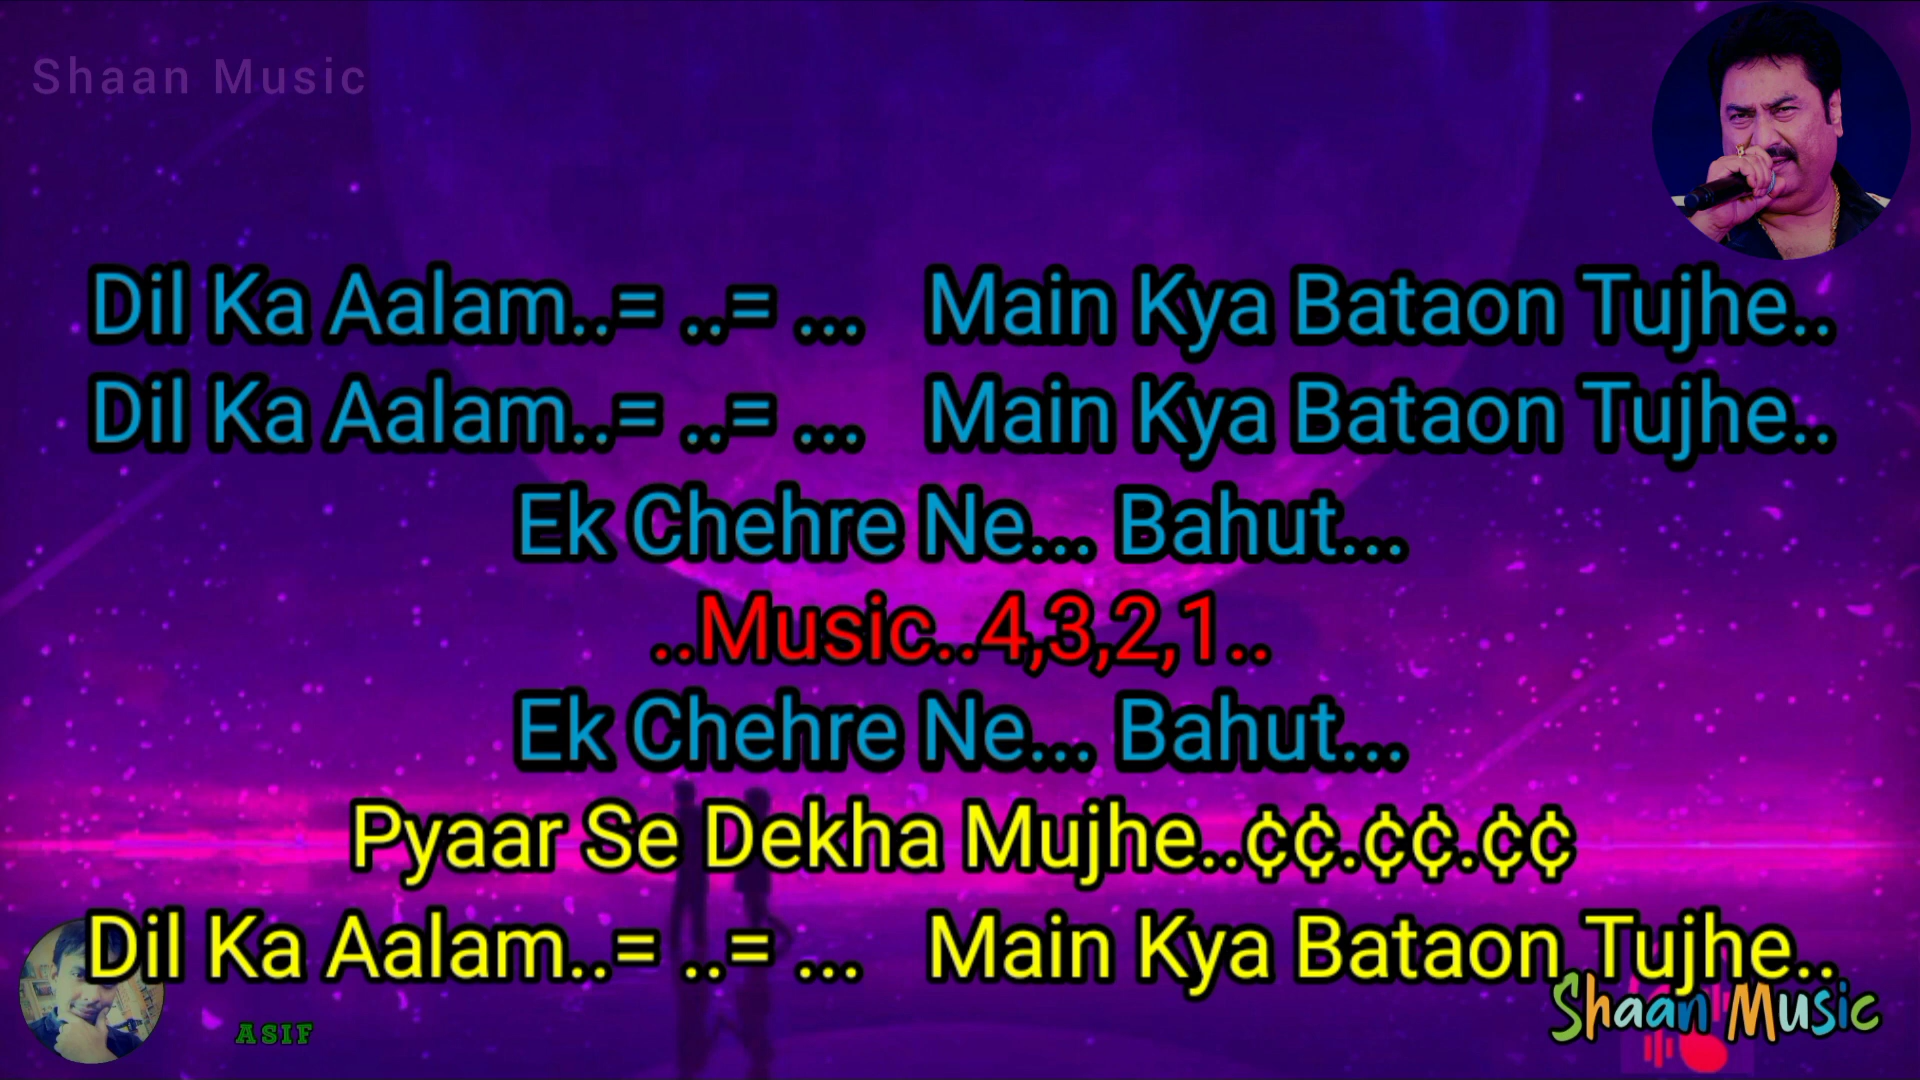 Shaan Music
Dil Ka Aalam..= ..= ... Main Kya Bataon Tujhe..
Dil Ka Aalam..= ..= ... Main Kya Bataon Tujhe..
Ek Chehre Ne... Bahut...
..Music..4,3,2,1..
Ek Chehre Ne... Bahut...
Pyaar Se Dekha Mujhe..¢¢.¢¢.¢¢
Dil Ka Aalam..= ..= ... Main Kya Bataon Tujhe..
Shaan Music
ASIF